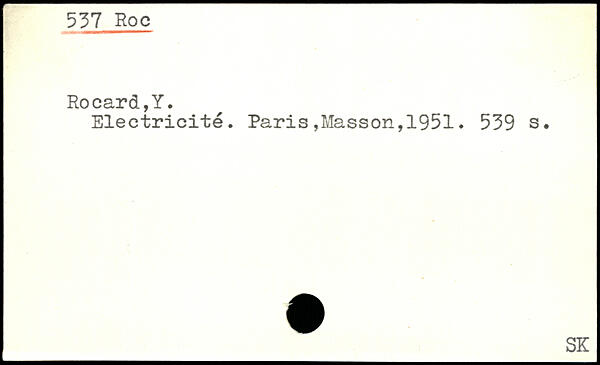 537 Roc
Rocard,Y.
Electricité. Paris,Masson,1951. 539 s.
SK